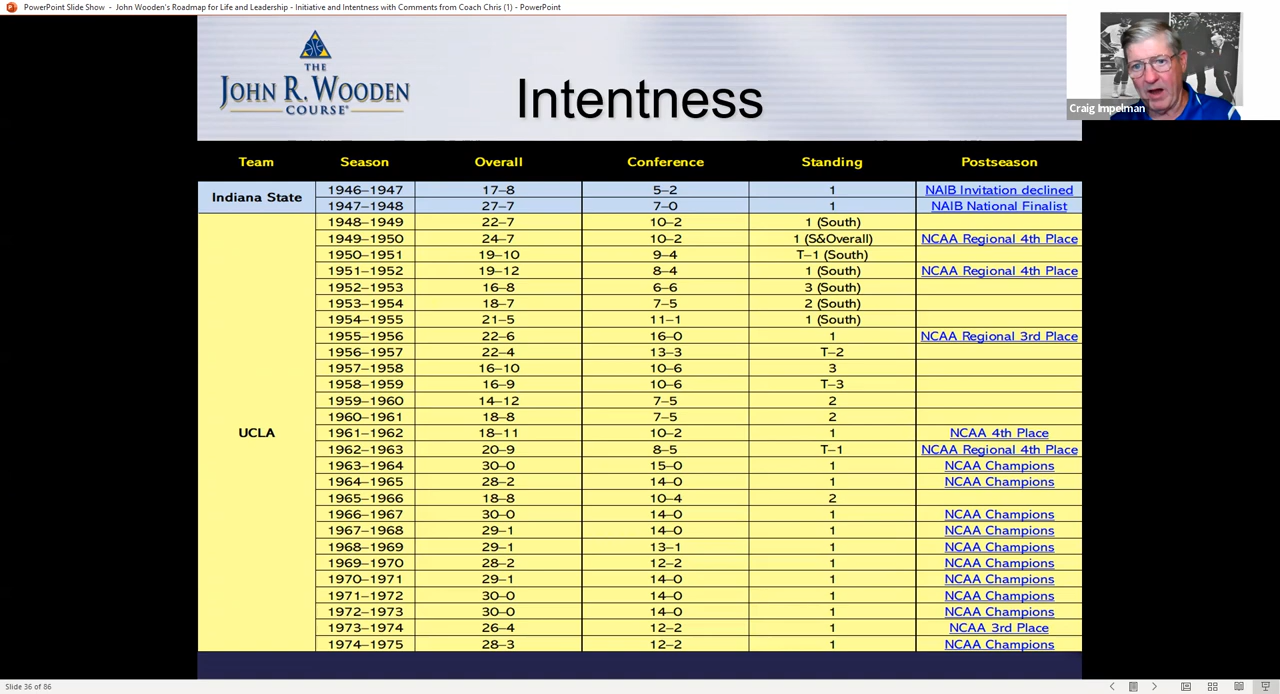 PowerPoint Slide Show - John Wooden's Roadmap for Life and Leadership - Initiative and Intentness with Comments from Coach Chris (1) - PowerPoint
THE
JOHN R. WOODEN
COURSE®
Intentness
Craig Impelman
Team Season Overall Conference Standing Postseason
Indiana State
1946–1947 17–8 5–2 1 NAIB Invitation declined
1947–1948 27–7 7–0 1 NAIB National Finalist
UCLA
1948–1949 22–7 10–2 1 (South)
1949–1950 24–7 10–2 1 (S&Overall) NCAA Regional 4th Place
1950–1951 19–10 9–4 T–1 (South)
1951–1952 19–12 8–4 1 (South) NCAA Regional 4th Place
1952–1953 16–8 6–6 3 (South)
1953–1954 18–7 7–5 2 (South)
1954–1955 21–5 11–1 1 (South)
1955–1956 22–6 16–0 1 NCAA Regional 3rd Place
1956–1957 22–4 13–3 T–2
1957–1958 16–10 10–6 3
1958–1959 16–9 10–6 T–3
1959–1960 14–12 7–5 2
1960–1961 18–8 7–5 2
1961–1962 18–11 10–2 1 NCAA 4th Place
1962–1963 20–9 8–5 T–1 NCAA Regional 4th Place
1963–1964 30–0 15–0 1 NCAA Champions
1964–1965 28–2 14–0 1 NCAA Champions
1965–1966 18–8 10–4 2
1966–1967 30–0 14–0 1 NCAA Champions
1967–1968 29–1 14–0 1 NCAA Champions
1968–1969 29–1 13–1 1 NCAA Champions
1969–1970 28–2 12–2 1 NCAA Champions
1970–1971 29–1 14–0 1 NCAA Champions
1971–1972 30–0 14–0 1 NCAA Champions
1972–1973 30–0 14–0 1 NCAA Champions
1973–1974 26–4 12–2 1 NCAA 3rd Place
1974–1975 28–3 12–2 1 NCAA Champions
Slide 36 of 86